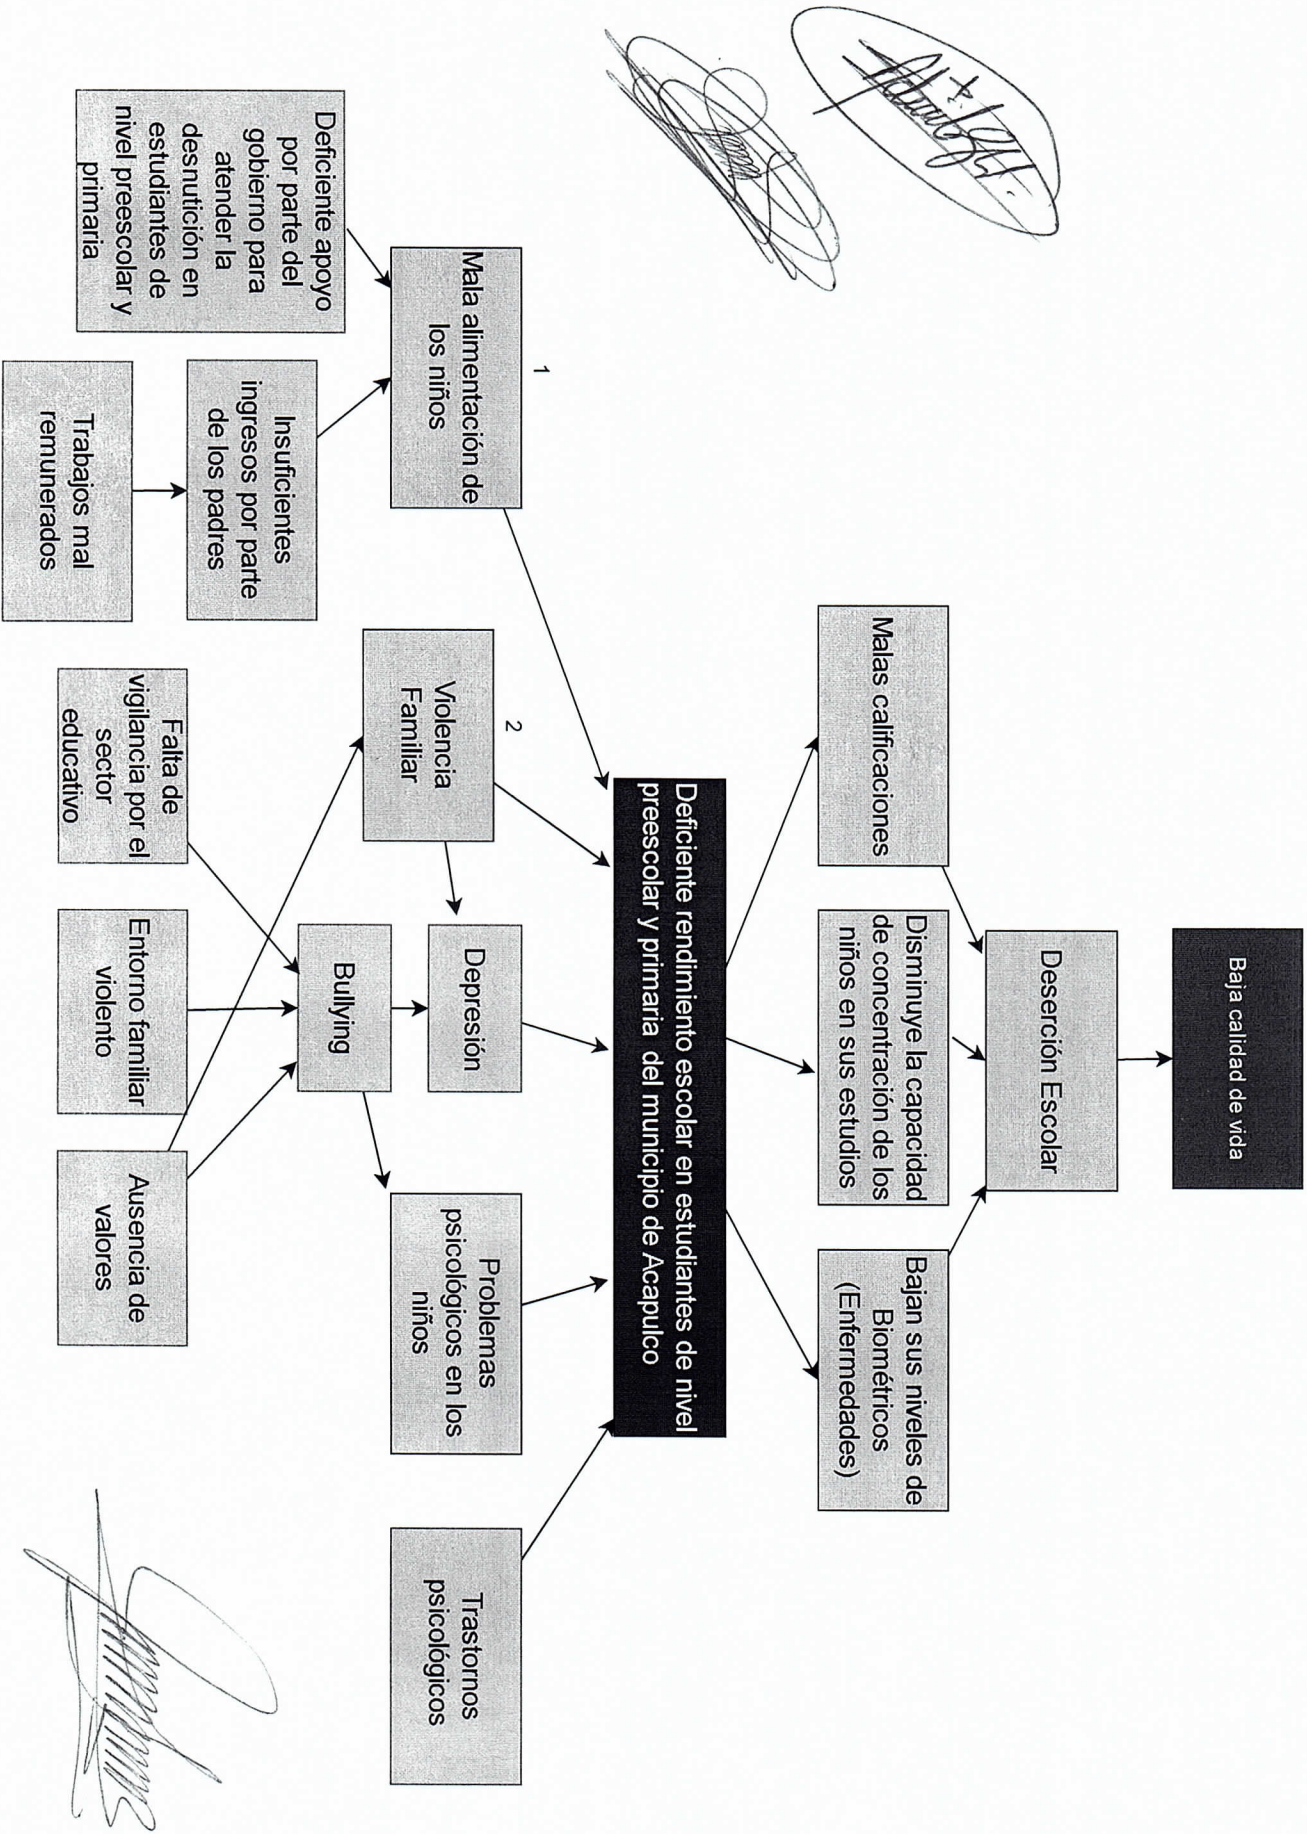 Baja calidad de vida
Deserción Escolar
Malas calificaciones
Disminuye la capacidad
de concentración de los
niños en sus estudios
Bajan sus niveles de
Biométricos
(Enfermedades)
Deficiente rendimiento escolar en estudiantes de nivel
preescolar y primaria del municipio de Acapulco
1
Mala alimentación de
los niños
2
Violencia
Familiar
Depresión
Problemas
psicológicos en los
niños
Trastornos
psicológicos
Deficiente apoyo
por parte del
gobierno para
atender la
desnutición en
estudiantes de
nivel preescolar y
primaria
Insuficientes
ingresos por parte
de los padres
Bullying
Trabajos mal
remunerados
Falta de
vigilancia por el
sector
educativo
Entorno familiar
violento
Ausencia de
valores